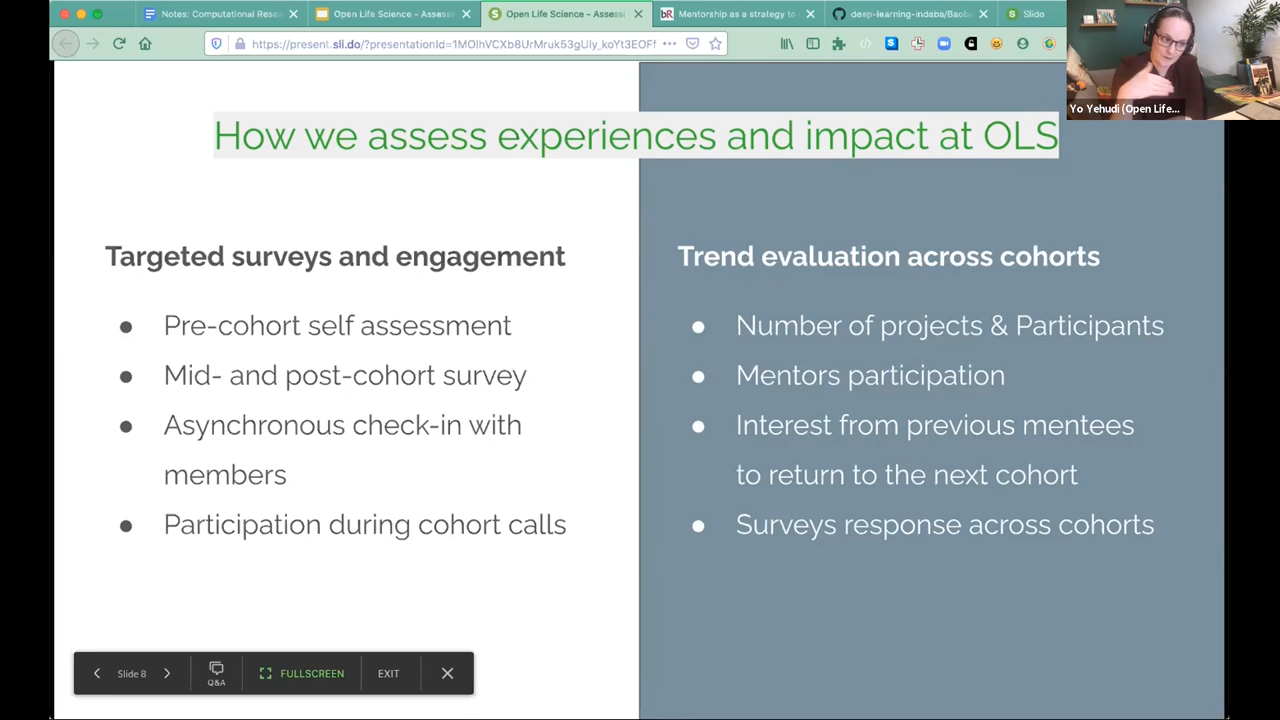 Notes: Computational Resea
Open Life Science - Assess
Open Life Science - Assess
bR Mentorship as a strategy to
deep-learning-indaba/Baob
S Slido
https://present.sli.do/?presentationId=1MOlhVCXb8UrMruk53gUly_koYt3EOFf
Yo Yehudi (Open Life...
How we assess experiences and impact at OLS
Targeted surveys and engagement
● Pre-cohort self assessment
● Mid- and post-cohort survey
● Asynchronous check-in with
members
● Participation during cohort calls
Trend evaluation across cohorts
● Number of projects & Participants
● Mentors participation
● Interest from previous mentees
to return to the next cohort
● Surveys response across cohorts
Slide 8
Q&A
FULLSCREEN
EXIT